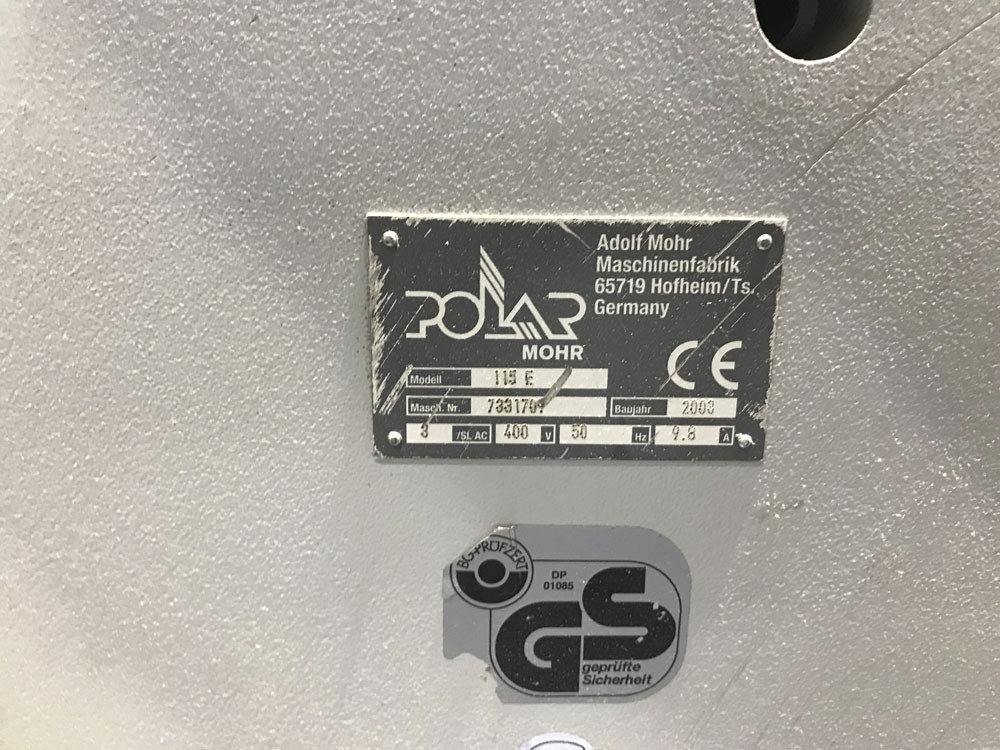 Adolf Mohr
Maschinenfabrik
65719 Hofheim/Ts.
Germany
POLAR
MOHR
CE
Modell 115 E
Masch. Nr. 7331709 Baujahr 2003
3 /SL AC 400 V 50 Hz 9.8 A
BG-PRÜFZERT
DP
01085
GS
geprüfte
Sicherheit